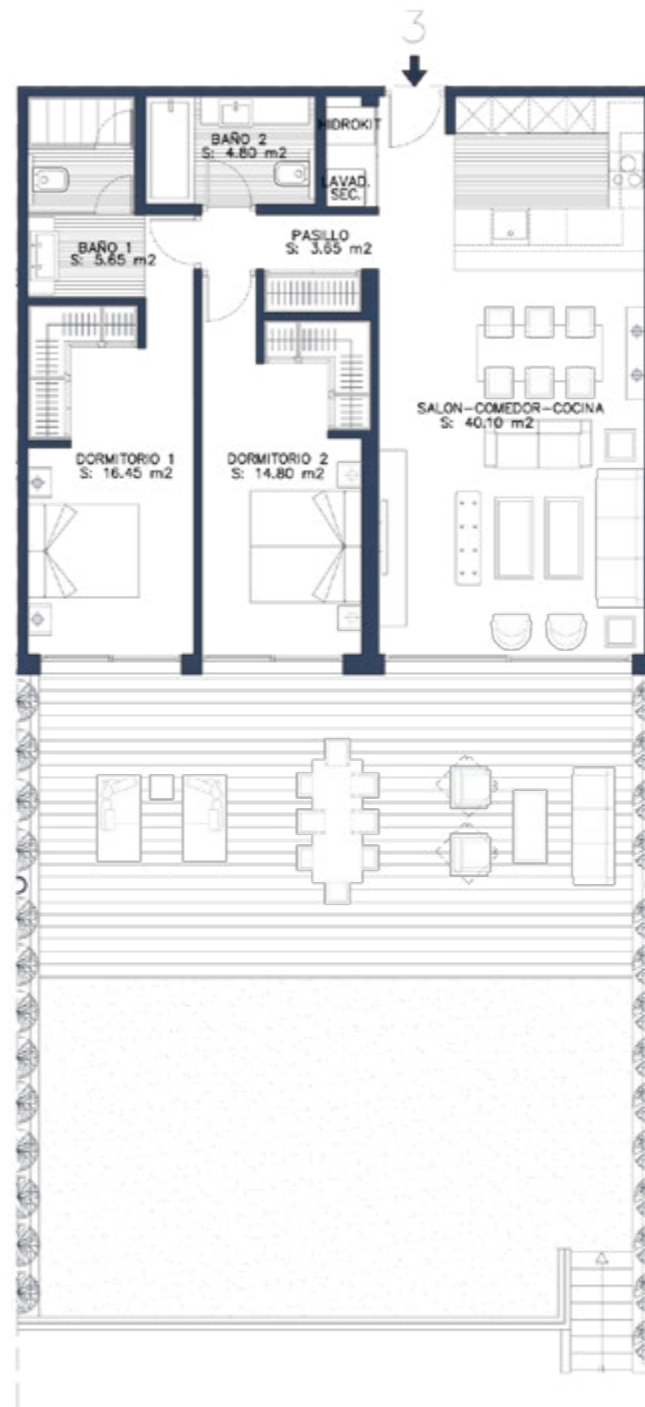 3
HIDROKIT
BAÑO 2
S: 4.80 m2
LAVAD.
SEC.
PASILLO
S: 3.65 m2
BAÑO 1
S: 5.65 m2
SALON-COMEDOR-COCINA
S: 40.10 m2
DORMITORIO 1
S: 16.45 m2
DORMITORIO 2
S: 14.80 m2